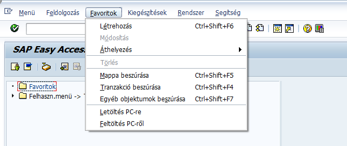 Menü Feldolgozás Favoritok Kiegészítések Rendszer Segítség
Létrehozás Ctrl+Shift+F6
Módosítás
Áthelyezés
Törlés
Mappa beszúrása Ctrl+Shift+F5
Tranzakció beszúrása Ctrl+Shift+F4
Egyéb objektumok beszúrása Ctrl+Shift+F7
Letöltés PC-re
Feltöltés PC-ről
SAP Easy Acces
Favoritok
Felhaszn.menü ->